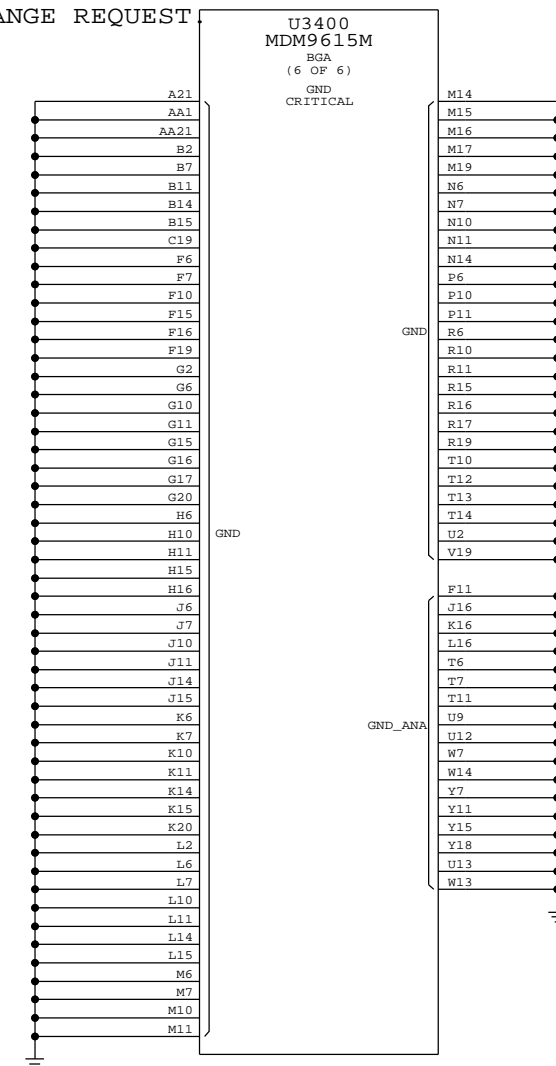 ANGE REQUEST.
U3400
MDM9615M
BGA
(6 OF 6)
GND
CRITICAL
A21
AA1
AA21
B2
B7
B11
B14
B15
C19
F6
F7
F10
F15
F16
F19
G2
G6
G10
G11
G15
G16
G17
G20
H6
H10
H11
H15
H16
J6
J7
J10
J11
J14
J15
K6
K7
K10
K11
K14
K15
K20
L2
L6
L7
L10
L11
L14
L15
M6
M7
M10
M11
GND
M14
M15
M16
M17
M19
N6
N7
N10
N11
N14
P6
P10
P11
R6
R10
R11
R15
R16
R17
R19
T10
T12
T13
T14
U2
V19
GND
F11
J16
K16
L16
T6
T7
T11
U9
U12
W7
W14
Y7
Y11
Y15
Y18
U13
W13
GND_ANA